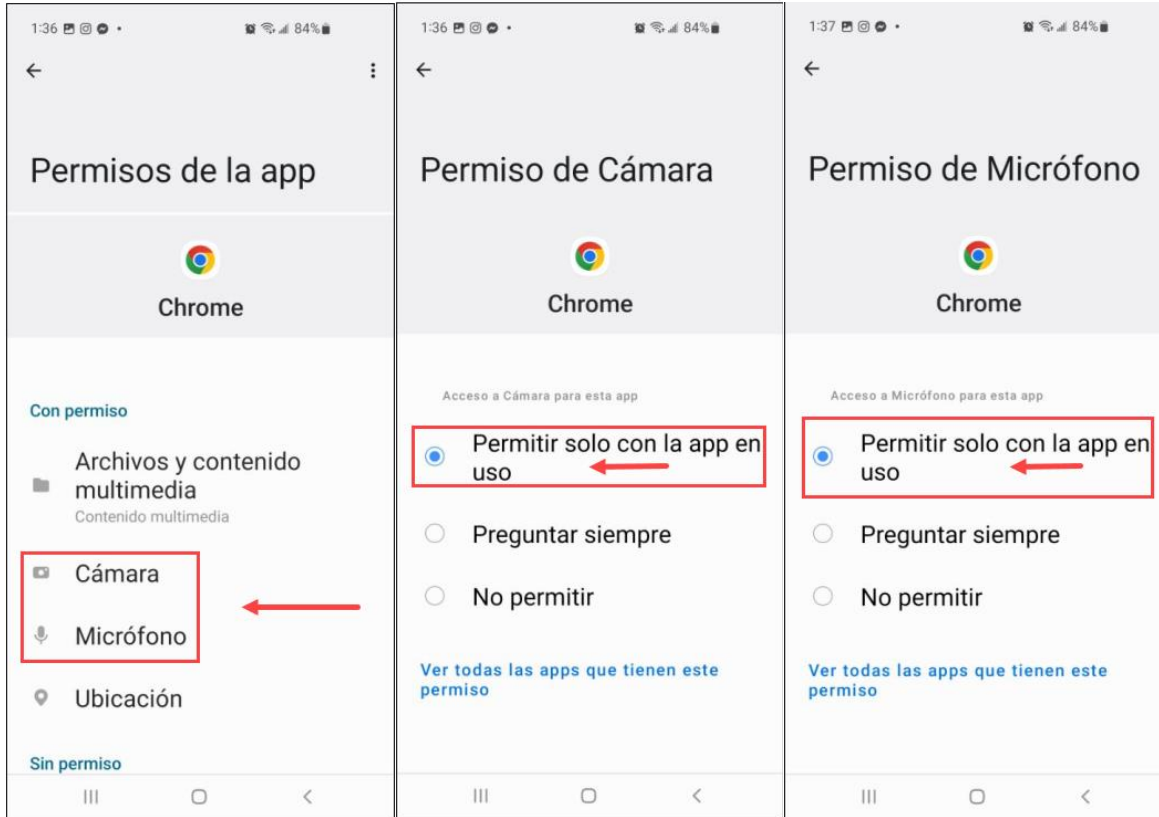 1:36
84%
Permisos de la app
Chrome
Con permiso
Archivos y contenido
multimedia
Contenido multimedia
Cámara
Micrófono
Ubicación
Sin permiso
1:36
84%
Permiso de Cámara
Chrome
Acceso a Cámara para esta app
Permitir solo con la app en
uso
Preguntar siempre
No permitir
Ver todas las apps que tienen este
permiso
1:37
84%
Permiso de Micrófono
Chrome
Acceso a Micrófono para esta app
Permitir solo con la app en
uso
Preguntar siempre
No permitir
Ver todas las apps que tienen este
permiso